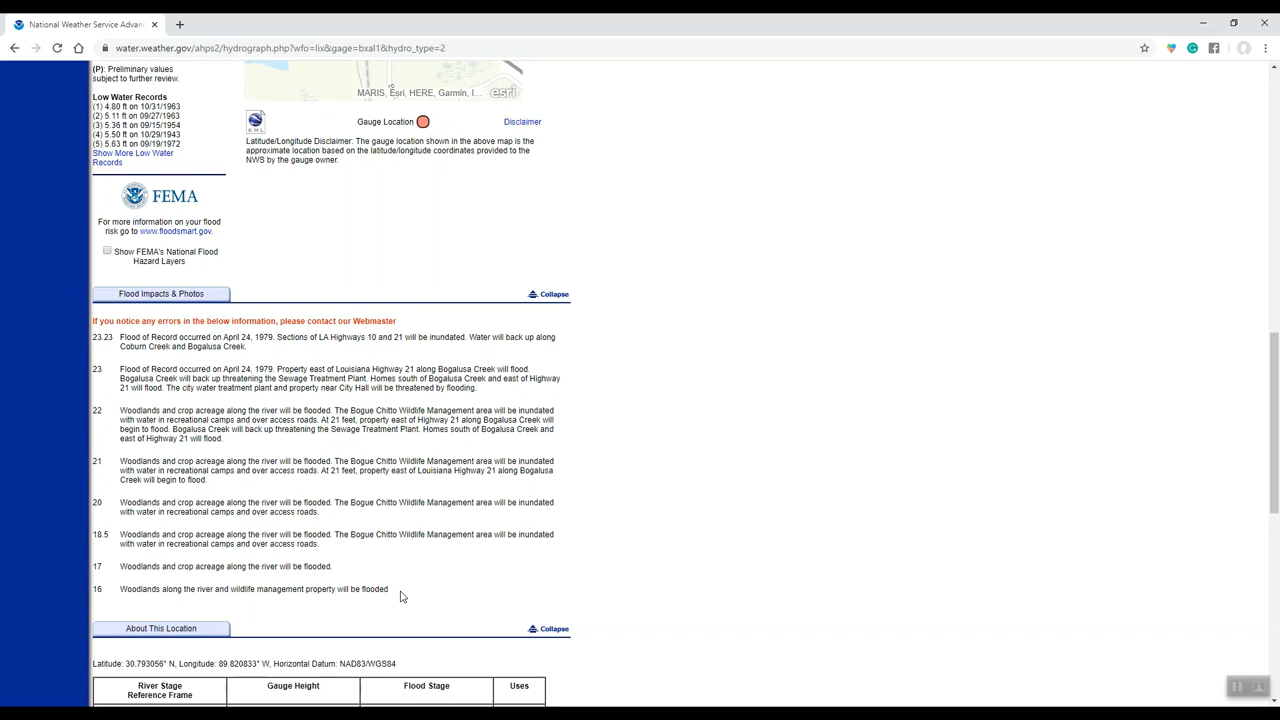 National Weather Service Advan
water.weather.gov/ahps2/hydrograph.php?wfo=lix&gage=bxal1&hydro_type=2
(P): Preliminary values
subject to further review.
Low Water Records
(1) 4.80 ft on 10/31/1963
(2) 5.11 ft on 09/27/1963
(3) 5.36 ft on 09/15/1954
(4) 5.50 ft on 10/29/1943
(5) 5.63 ft on 09/19/1972
Show More Low Water
Records
FEMA
For more information on your flood
risk go to www.floodsmart.gov.
Show FEMA's National Flood
Hazard Layers
MARIS, Esri, HERE, Garmin, I...
esri
KML
Gauge Location
Disclaimer
Latitude/Longitude Disclaimer: The gauge location shown in the above map is the
approximate location based on the latitude/longitude coordinates provided to the
NWS by the gauge owner.
Flood Impacts & Photos
Collapse
If you notice any errors in the below information, please contact our Webmaster
23.23 Flood of Record occurred on April 24, 1979. Sections of LA Highways 10 and 21 will be inundated. Water will back up along
Coburn Creek and Bogalusa Creek.
23 Flood of Record occurred on April 24, 1979. Property east of Louisiana Highway 21 along Bogalusa Creek will flood.
Bogalusa Creek will back up threatening the Sewage Treatment Plant. Homes south of Bogalusa Creek and east of Highway
21 will flood. The city water treatment plant and property near City Hall will be threatened by flooding.
22 Woodlands and crop acreage along the river will be flooded. The Bogue Chitto Wildlife Management area will be inundated
with water in recreational camps and over access roads. At 21 feet, property east of Highway 21 along Bogalusa Creek will
begin to flood. Bogalusa Creek will back up threatening the Sewage Treatment Plant. Homes south of Bogalusa Creek and
east of Highway 21 will flood.
21 Woodlands and crop acreage along the river will be flooded. The Bogue Chitto Wildlife Management area will be inundated
with water in recreational camps and over access roads. At 21 feet, property east of Louisiana Highway 21 along Bogalusa
Creek will begin to flood.
20 Woodlands and crop acreage along the river will be flooded. The Bogue Chitto Wildlife Management area will be inundated
with water in recreational camps and over access roads.
18.5 Woodlands and crop acreage along the river will be flooded. The Bogue Chitto Wildlife Management area will be inundated
with water in recreational camps and over access roads.
17 Woodlands and crop acreage along the river will be flooded.
16 Woodlands along the river and wildlife management property will be flooded
About This Location
Collapse
Latitude: 30.793056° N, Longitude: 89.820833° W, Horizontal Datum: NAD83/WGS84
River Stage
Reference Frame
Gauge Height
Flood Stage
Uses